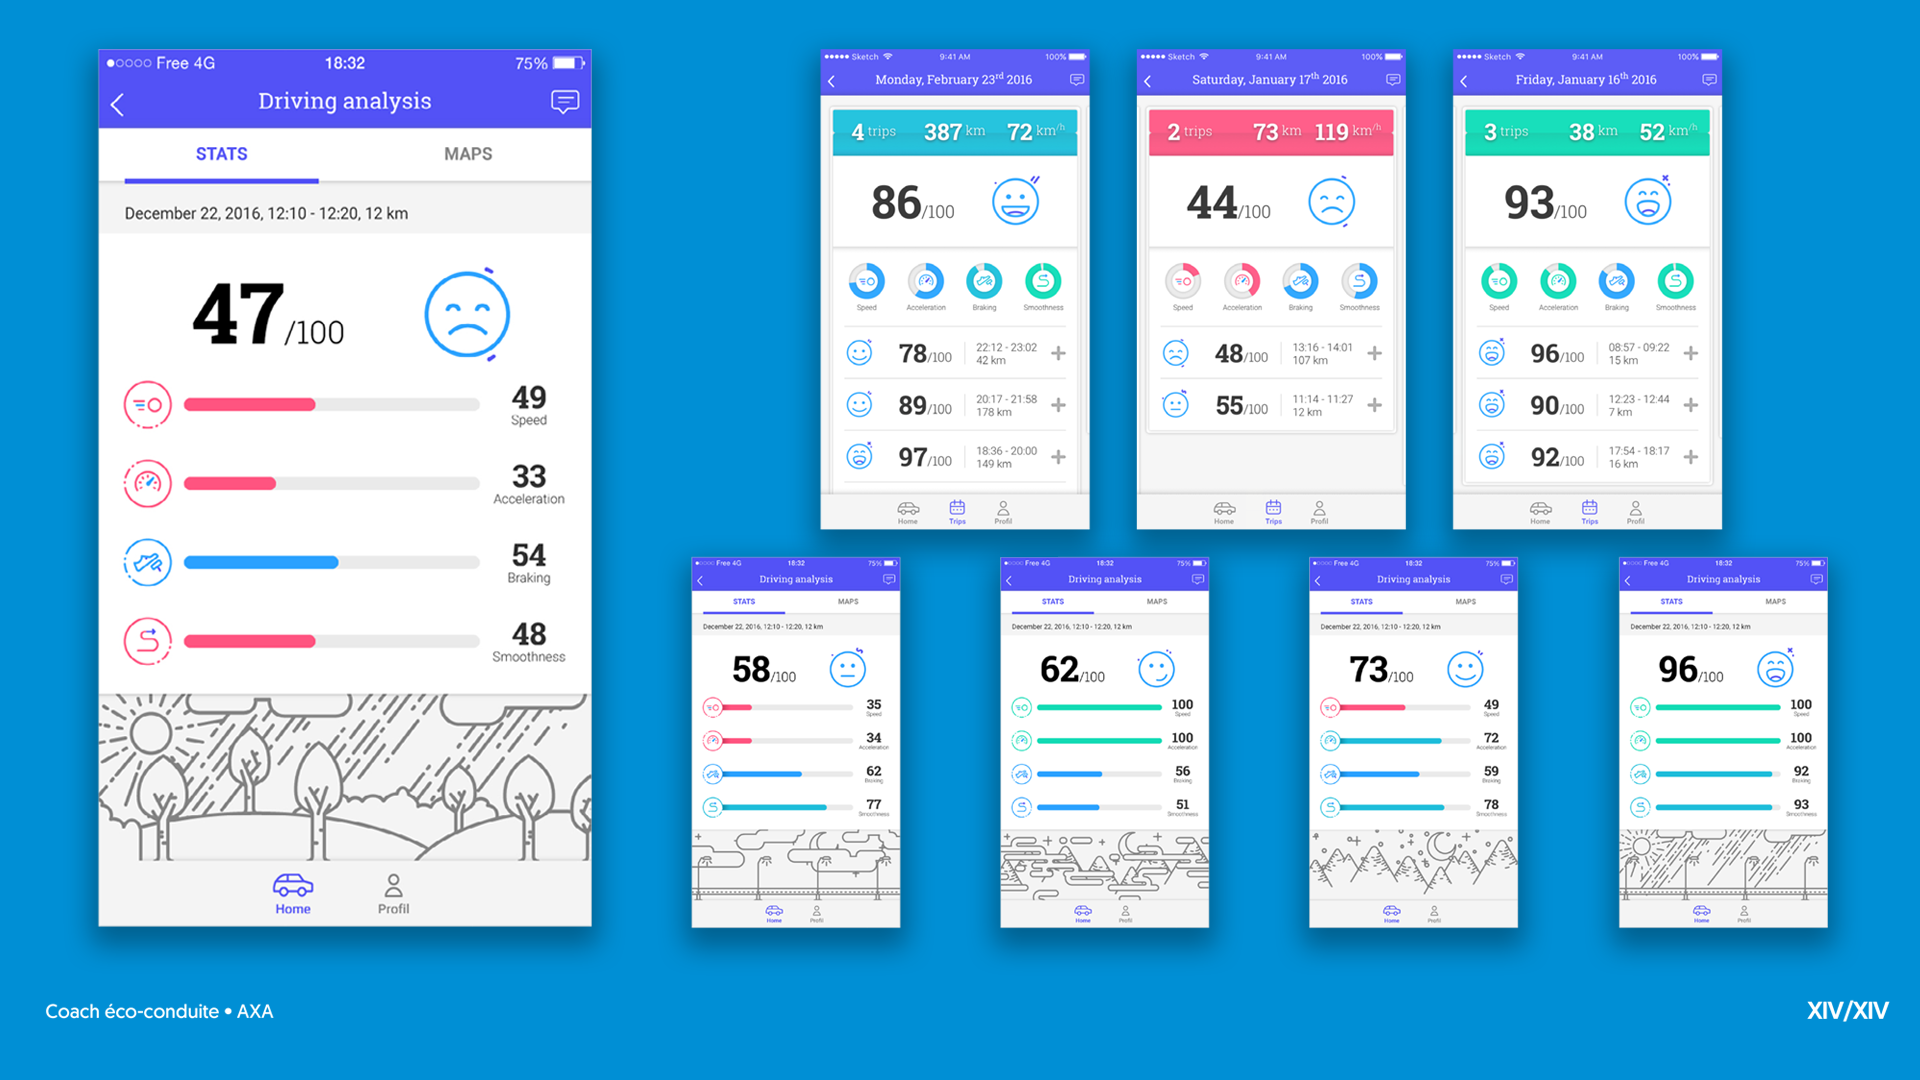 Free 4G 18:32 75%
Driving analysis
STATS MAPS
December 22, 2016, 12:10 - 12:20, 12 km
47/100
49
Speed
33
Acceleration
54
Braking
48
Smoothness
Home Profil
Sketch 9:41 AM 100%
Monday, February 23rd 2016
4 trips 387 km 72 km/h
86/100
Speed Acceleration Braking Smoothness
78/100 22:12 - 23:02
42 km
89/100 20:17 - 21:58
178 km
97/100 18:36 - 20:00
149 km
Home Trips Profil
Sketch 9:41 AM 100%
Saturday, January 17th 2016
2 trips 73 km 119 km/h
44/100
Speed Acceleration Braking Smoothness
48/100 13:16 - 14:01
107 km
55/100 11:14 - 11:27
12 km
Home Trips Profil
Sketch 9:41 AM 100%
Friday, January 16th 2016
3 trips 38 km 52 km/h
93/100
Speed Acceleration Braking Smoothness
96/100 08:57 - 09:22
15 km
90/100 12:23 - 12:44
7 km
92/100 17:54 - 18:17
16 km
Home Trips Profil
Free 4G 18:32 75%
Driving analysis
STATS MAPS
December 22, 2016, 12:10 - 12:20, 12 km
58/100
35
Speed
34
Acceleration
62
Braking
77
Smoothness
Home Profil
Free 4G 18:32 75%
Driving analysis
STATS MAPS
December 22, 2016, 12:10 - 12:20, 12 km
62/100
100
Speed
100
Acceleration
56
Braking
51
Smoothness
Home Profil
Free 4G 18:32 75%
Driving analysis
STATS MAPS
December 22, 2016, 12:10 - 12:20, 12 km
73/100
49
Speed
72
Acceleration
59
Braking
78
Smoothness
Home Profil
Free 4G 18:32 75%
Driving analysis
STATS MAPS
December 22, 2016, 12:10 - 12:20, 12 km
96/100
100
Speed
100
Acceleration
92
Braking
93
Smoothness
Home Profil
Coach éco-conduite • AXA
XIV/XIV